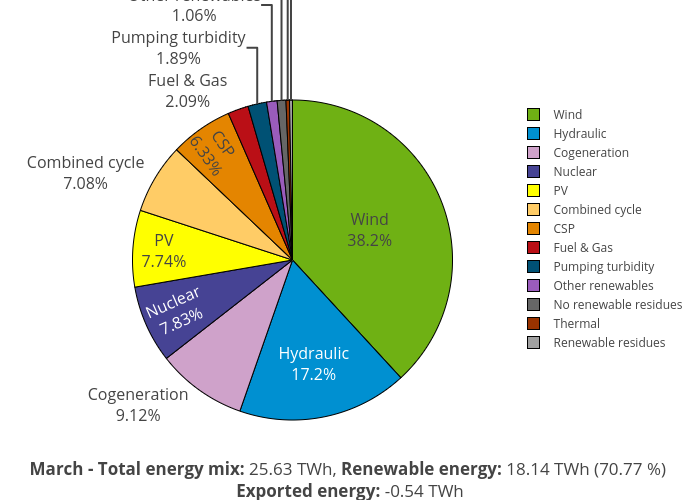 Other renewables
1.06%
Pumping turbidity
1.89%
Fuel & Gas
2.09%
CSP
6.33%
Combined cycle
7.08%
PV
7.74%
Nuclear
7.83%
Cogeneration
9.12%
Hydraulic
17.2%
Wind
38.2%
Wind
Hydraulic
Cogeneration
Nuclear
PV
Combined cycle
CSP
Fuel & Gas
Pumping turbidity
Other renewables
No renewable residues
Thermal
Renewable residues
March - Total energy mix: 25.63 TWh, Renewable energy: 18.14 TWh (70.77 %)
Exported energy: -0.54 TWh